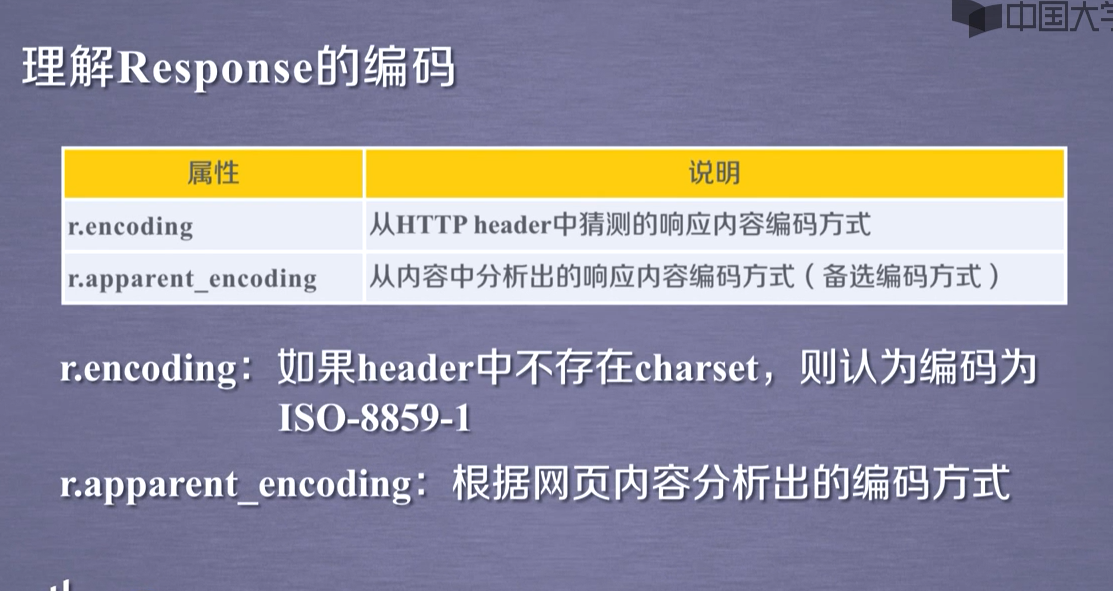 中国大学
理解Response的编码
属性 说明
r.encoding 从HTTP header中猜测的响应内容编码方式
r.apparent_encoding 从内容中分析出的响应内容编码方式（备选编码方式）
r.encoding：如果header中不存在charset，则认为编码为
ISO-8859-1
r.apparent_encoding：根据网页内容分析出的编码方式